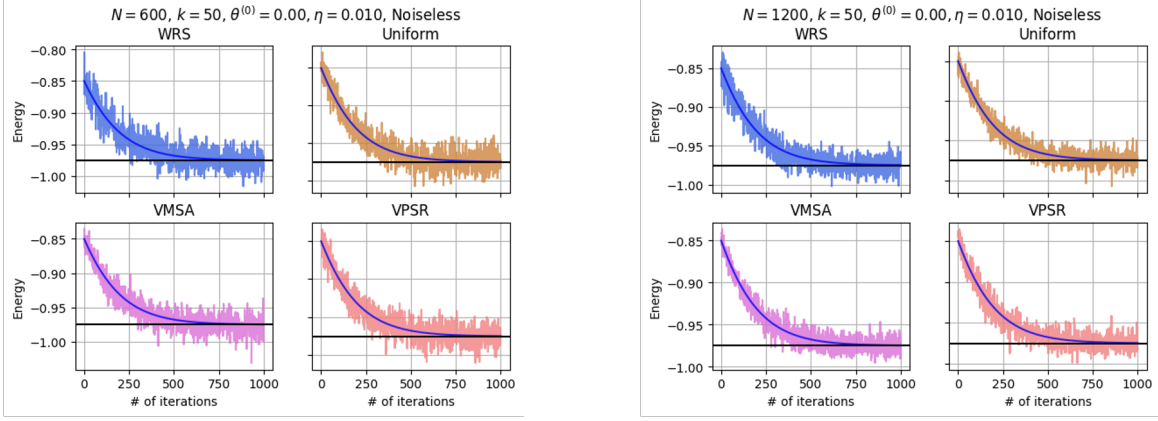 N = 600, k = 50, θ^(0) = 0.00, η = 0.010, Noiseless
WRS
Uniform
−0.80
−0.85
−0.90
−0.95
−1.00
Energy
VMSA
VPSR
−0.85
−0.90
−0.95
−1.00
Energy
0 250 500 750 1000
0 250 500 750 1000
# of iterations
# of iterations
N = 1200, k = 50, θ^(0) = 0.00, η = 0.010, Noiseless
WRS
Uniform
−0.85
−0.90
−0.95
−1.00
Energy
VMSA
VPSR
−0.85
−0.90
−0.95
−1.00
Energy
0 250 500 750 1000
0 250 500 750 1000
# of iterations
# of iterations